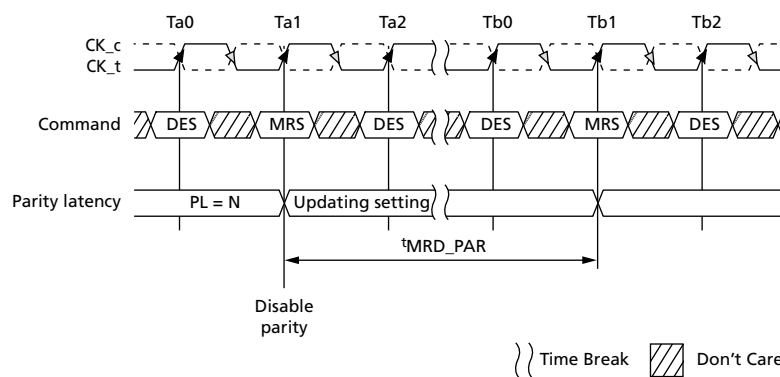 Ta0 Ta1 Ta2 Tb0 Tb1 Tb2
CK_c
CK_t
Command DES MRS DES DES MRS DES
Parity latency PL = N Updating setting
tMRD_PAR
Disable
parity
Time Break Don't Care